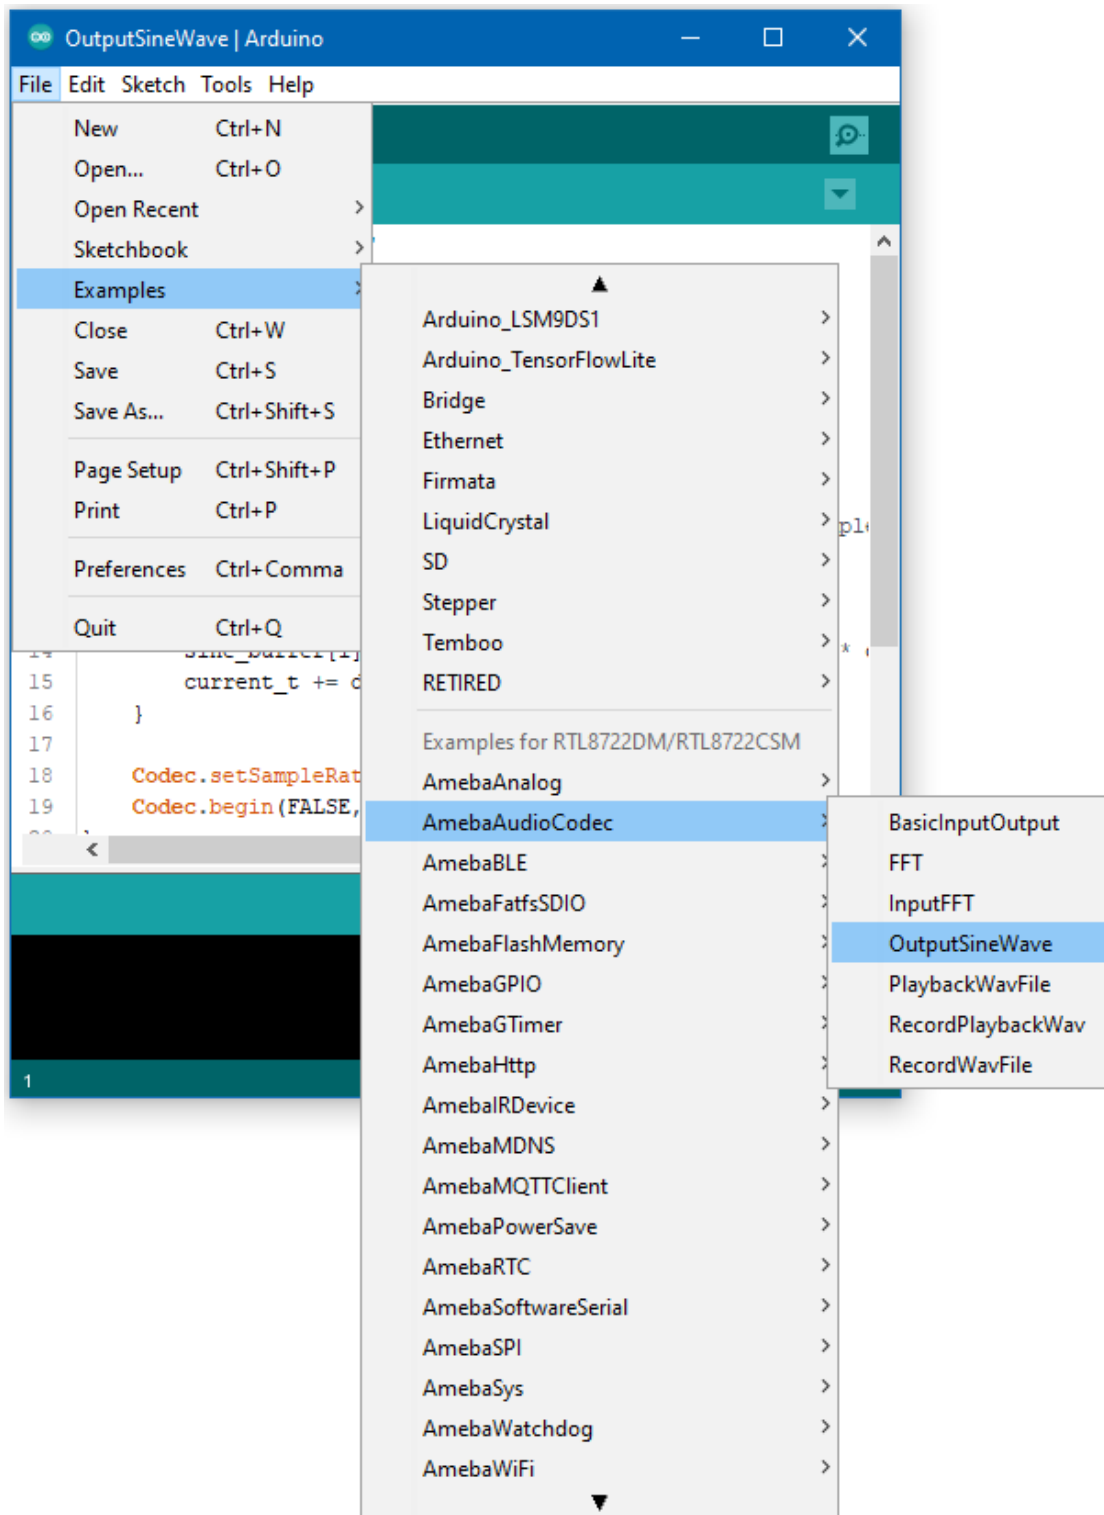 OutputSineWave | Arduino
File Edit Sketch Tools Help
New Ctrl+N
Open... Ctrl+O
Open Recent
Sketchbook
Examples
Close Ctrl+W
Save Ctrl+S
Save As... Ctrl+Shift+S
Page Setup Ctrl+Shift+P
Print Ctrl+P
Preferences Ctrl+Comma
Quit Ctrl+Q
Arduino_LSM9DS1
Arduino_TensorFlowLite
Bridge
Ethernet
Firmata
LiquidCrystal
SD
Stepper
Temboo
RETIRED
Examples for RTL8722DM/RTL8722CSM
AmebaAnalog
AmebaAudioCodec
AmebaBLE
AmebaFatfsSDIO
AmebaFlashMemory
AmebaGPIO
AmebaGTimer
AmebaHttp
AmebaIRDevice
AmebaMDNS
AmebaMQTTClient
AmebaPowerSave
AmebaRTC
AmebaSoftwareSerial
AmebaSPI
AmebaSys
AmebaWatchdog
AmebaWiFi
BasicInputOutput
FFT
InputFFT
OutputSineWave
PlaybackWavFile
RecordPlaybackWav
RecordWavFile
15 current_t += d
16 }
17
18 Codec.setSampleRat
19 Codec.begin(FALSE,
1